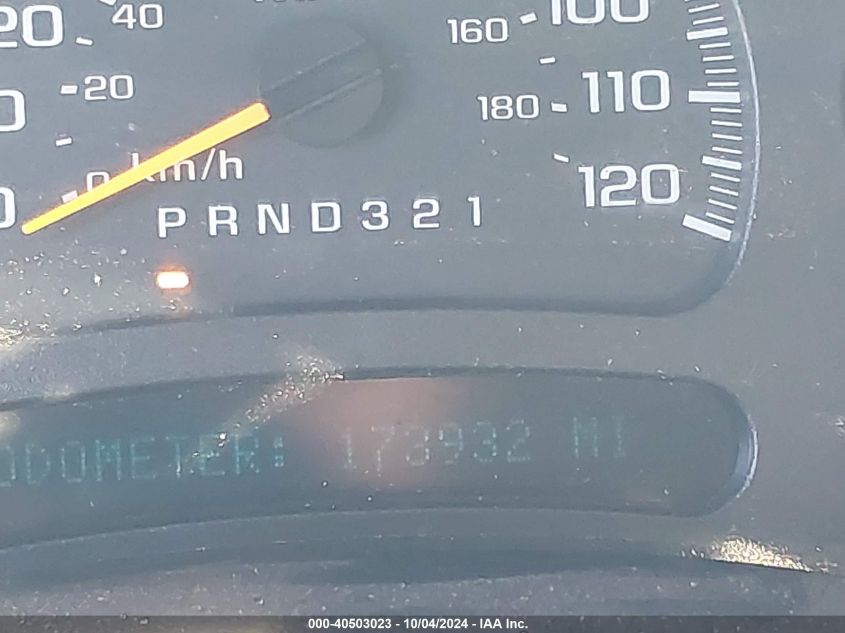 20 40 160 100
20 180 110
0 km/h 120
PRND321
ODOMETER: 173932 MI
000-40503023 - 10/04/2024 - IAA Inc.